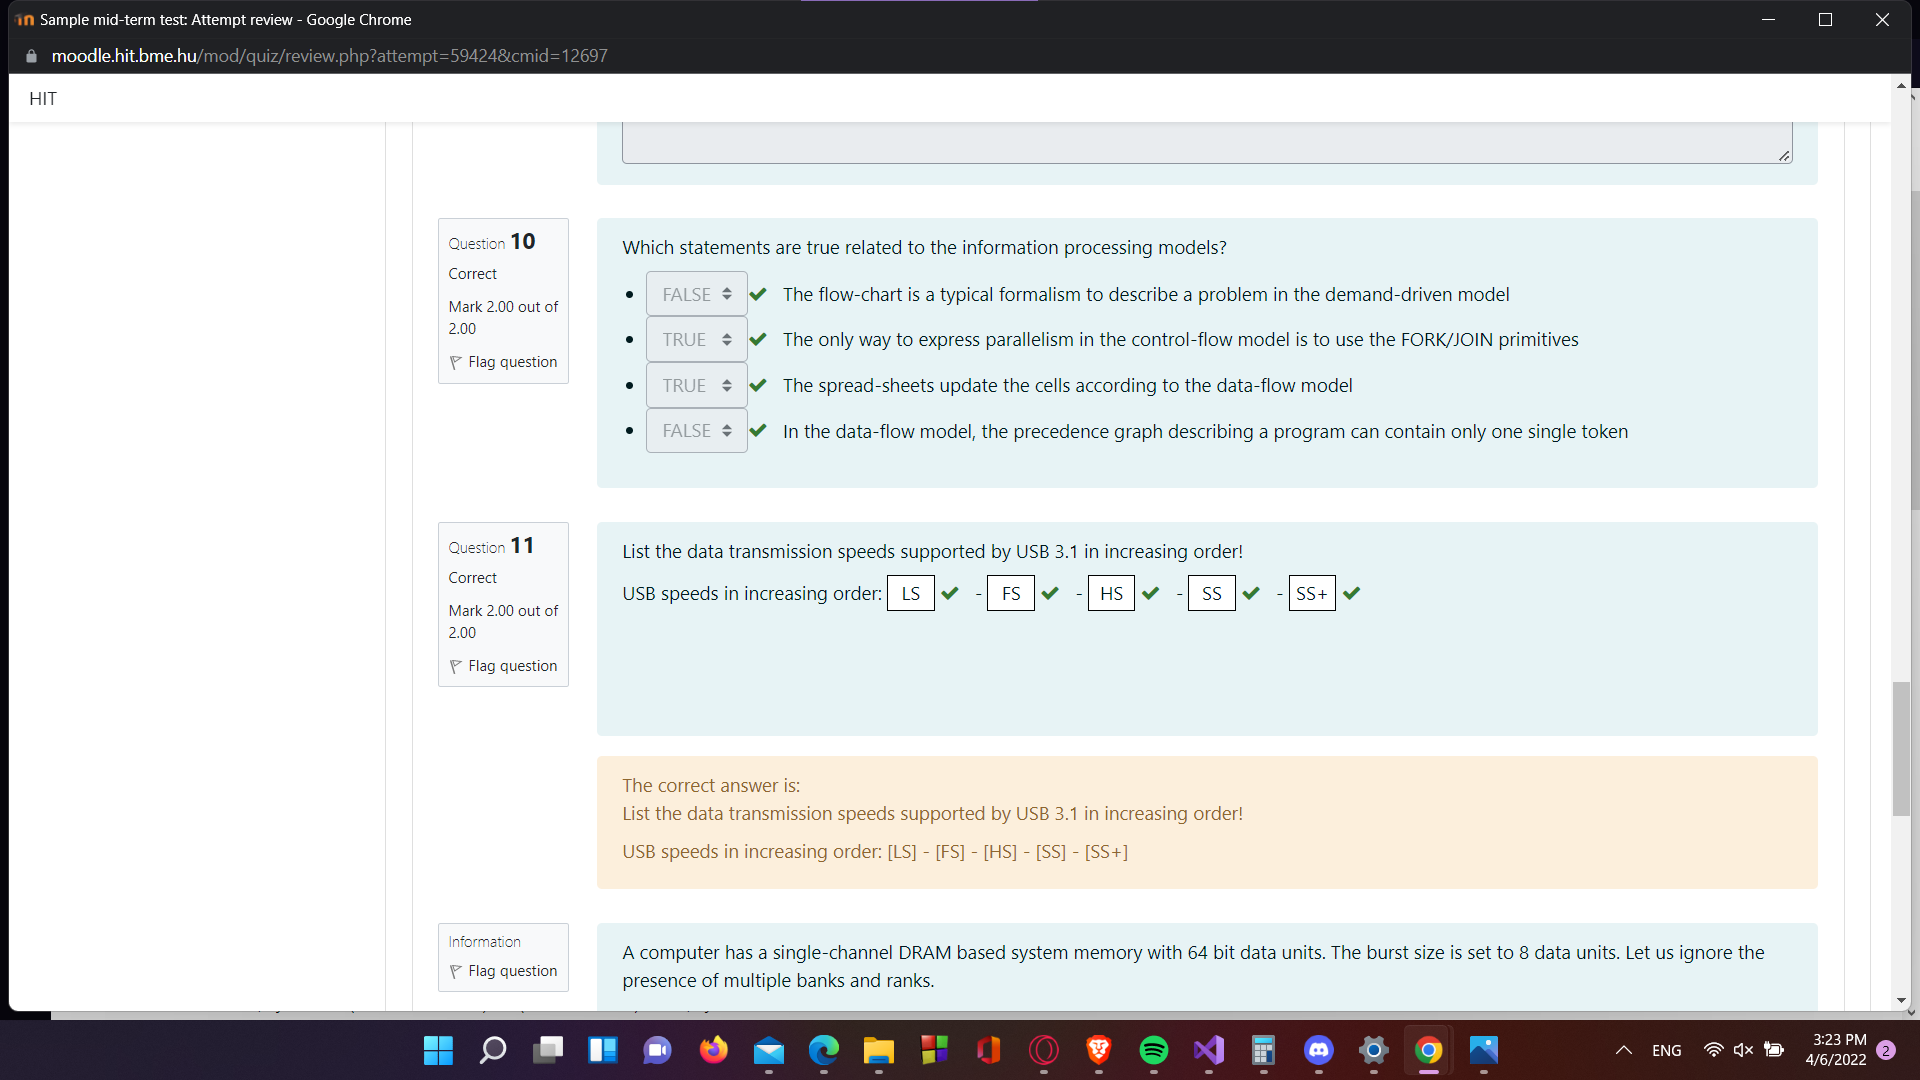 Sample mid-term test: Attempt review - Google Chrome
moodle.hit.bme.hu/mod/quiz/review.php?attempt=59424&cmid=12697
HIT
Question 10
Correct
Mark 2.00 out of
2.00
Flag question
Which statements are true related to the information processing models?
FALSE The flow-chart is a typical formalism to describe a problem in the demand-driven model
TRUE The only way to express parallelism in the control-flow model is to use the FORK/JOIN primitives
TRUE The spread-sheets update the cells according to the data-flow model
FALSE In the data-flow model, the precedence graph describing a program can contain only one single token
Question 11
Correct
Mark 2.00 out of
2.00
Flag question
List the data transmission speeds supported by USB 3.1 in increasing order!
USB speeds in increasing order: LS - FS - HS - SS - SS+
The correct answer is:
List the data transmission speeds supported by USB 3.1 in increasing order!
USB speeds in increasing order: [LS] - [FS] - [HS] - [SS] - [SS+]
Information
Flag question
A computer has a single-channel DRAM based system memory with 64 bit data units. The burst size is set to 8 data units. Let us ignore the
presence of multiple banks and ranks.
ENG
3:23 PM
4/6/2022
2